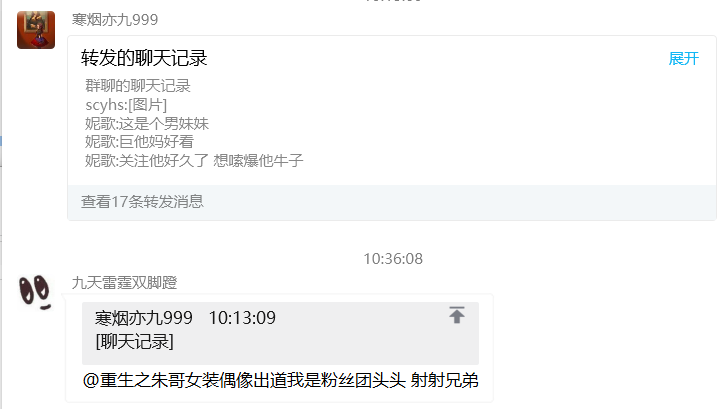 寒烟亦九999
转发的聊天记录 展开
群聊的聊天记录
scyhs:[图片]
妮歌:这是个男妹妹
妮歌:巨他妈好看
妮歌:关注他好久了 想嗦爆他牛子
查看17条转发消息
10:36:08
九天雷霆双脚蹬
寒烟亦九999 10:13:09
[聊天记录]
@重生之朱哥女装偶像出道我是粉丝团头头 射射兄弟